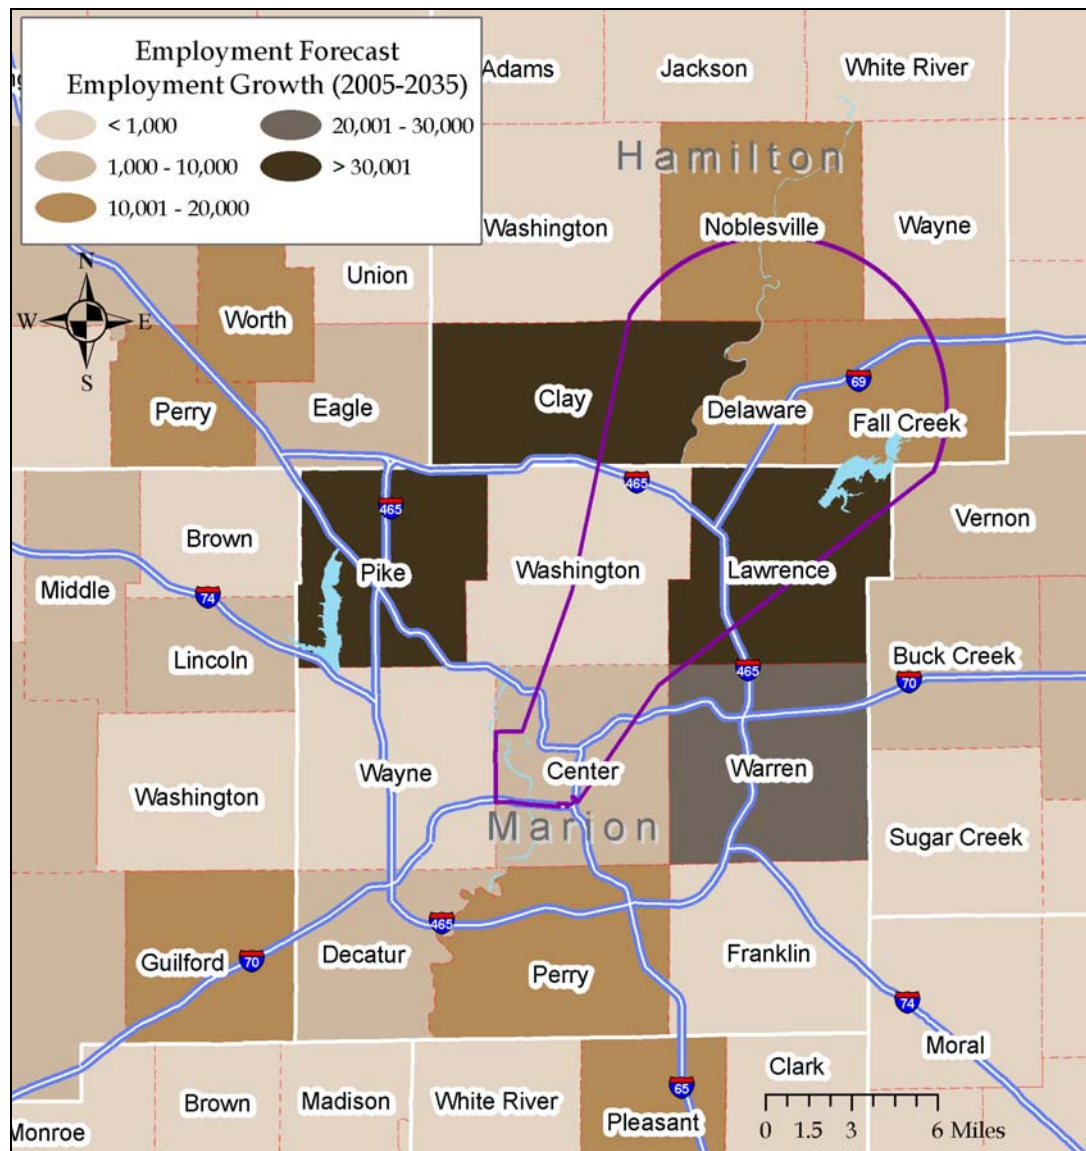 Employment Forecast
Employment Growth (2005-2035)
< 1,000
20,001 - 30,000
1,000 - 10,000
> 30,001
10,001 - 20,000
Adams
Jackson
White River
Hamilton
Washington
Noblesville
Wayne
Union
N
W
E
S
Worth
Perry
Eagle
Clay
Delaware
69
Fall Creek
465
465
Brown
Pike
Washington
Lawrence
Vernon
Middle
74
Lincoln
465
Buck Creek
70
Washington
Wayne
Center
Warren
Marion
Sugar Creek
465
Guilford
70
Decatur
Perry
Franklin
74
Moral
Brown
Madison
White River
65
Clark
Pleasant
Monroe
0 1.5 3 6 Miles